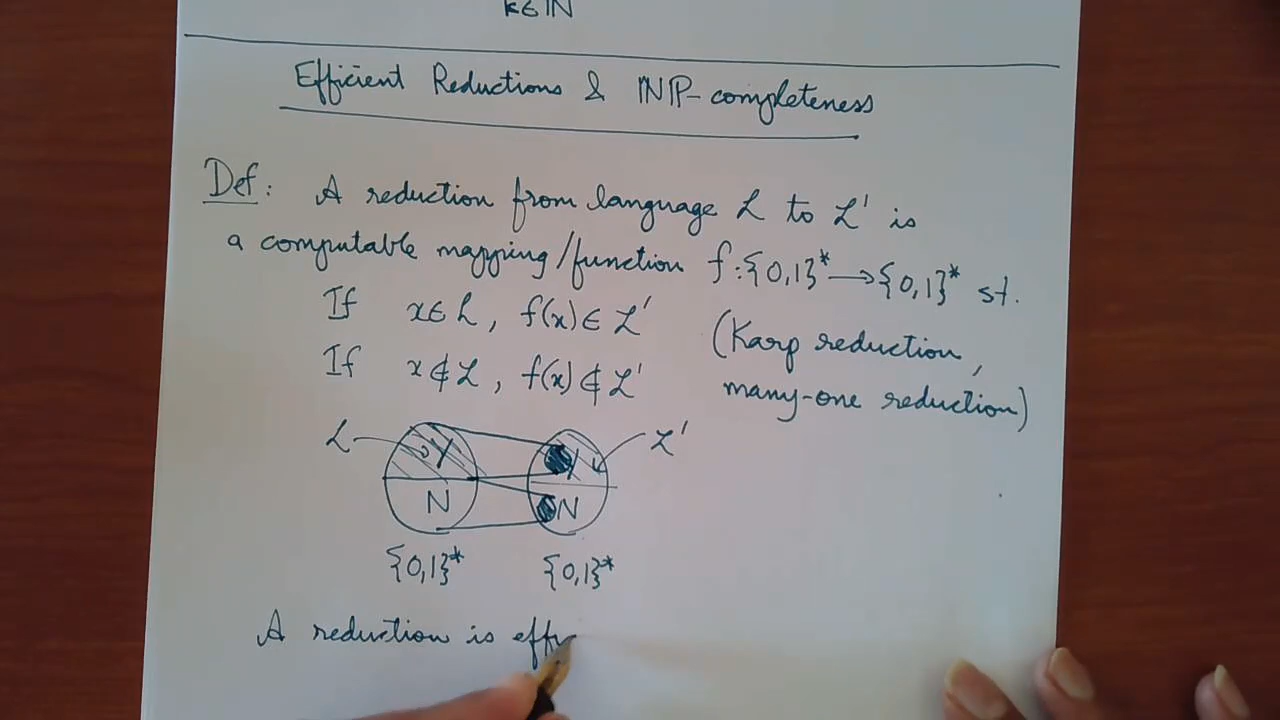 k∈ℕ
Efficient Reductions & NP-completeness
Def: A reduction from language L to L' is
a computable mapping/function f:{0,1}*→{0,1}* st.
If x∈L, f(x)∈L'
If x∉L, f(x)∉L'
(Karp reduction,
many-one reduction)
L Y Y L'
N N
{0,1}* {0,1}*
A reduction is eff